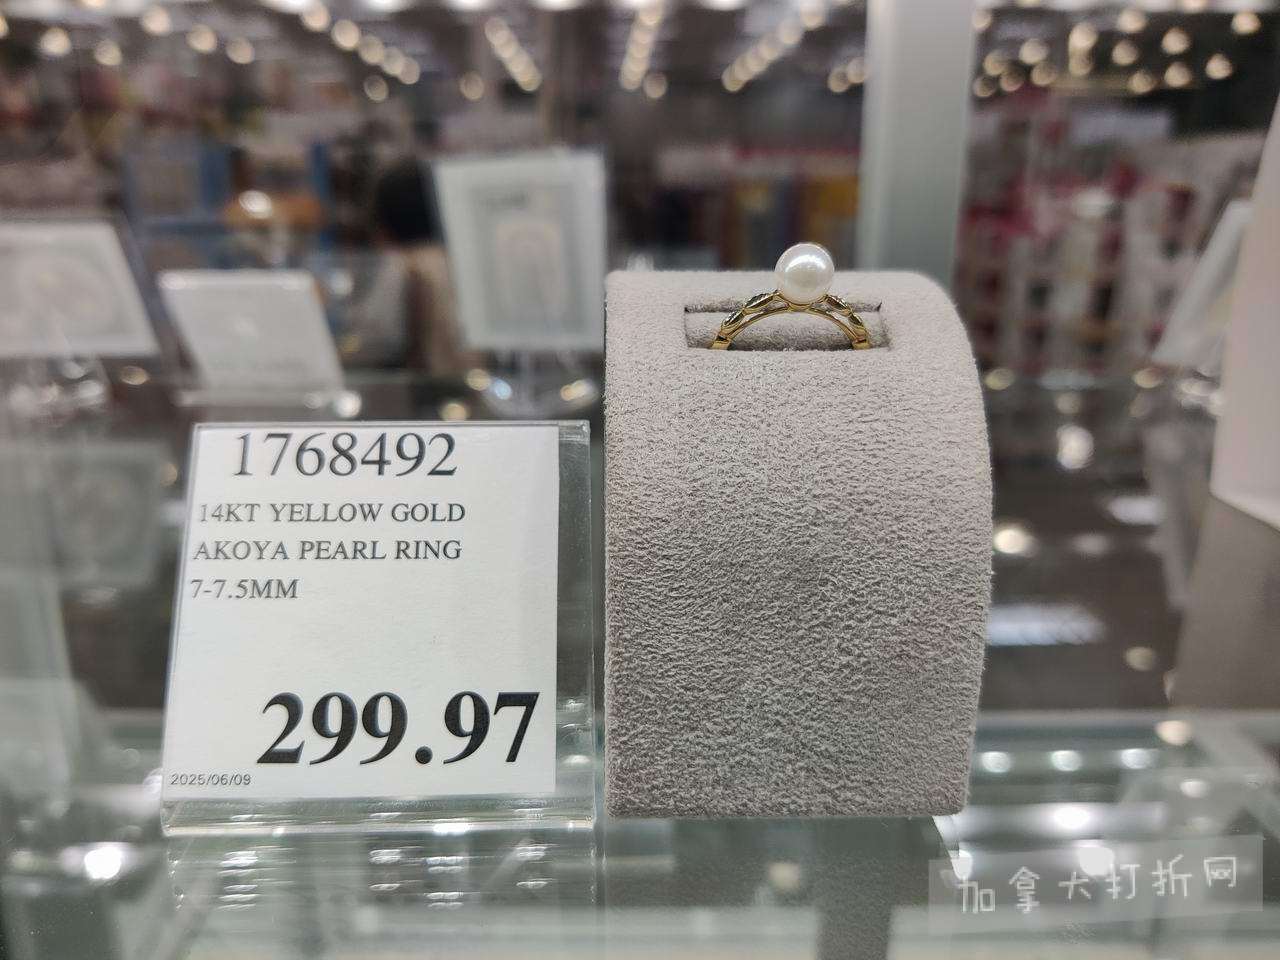 1768492
14KT YELLOW GOLD
AKOYA PEARL RING
7-7.5MM
299.97
2025/06/09
加拿大打折网